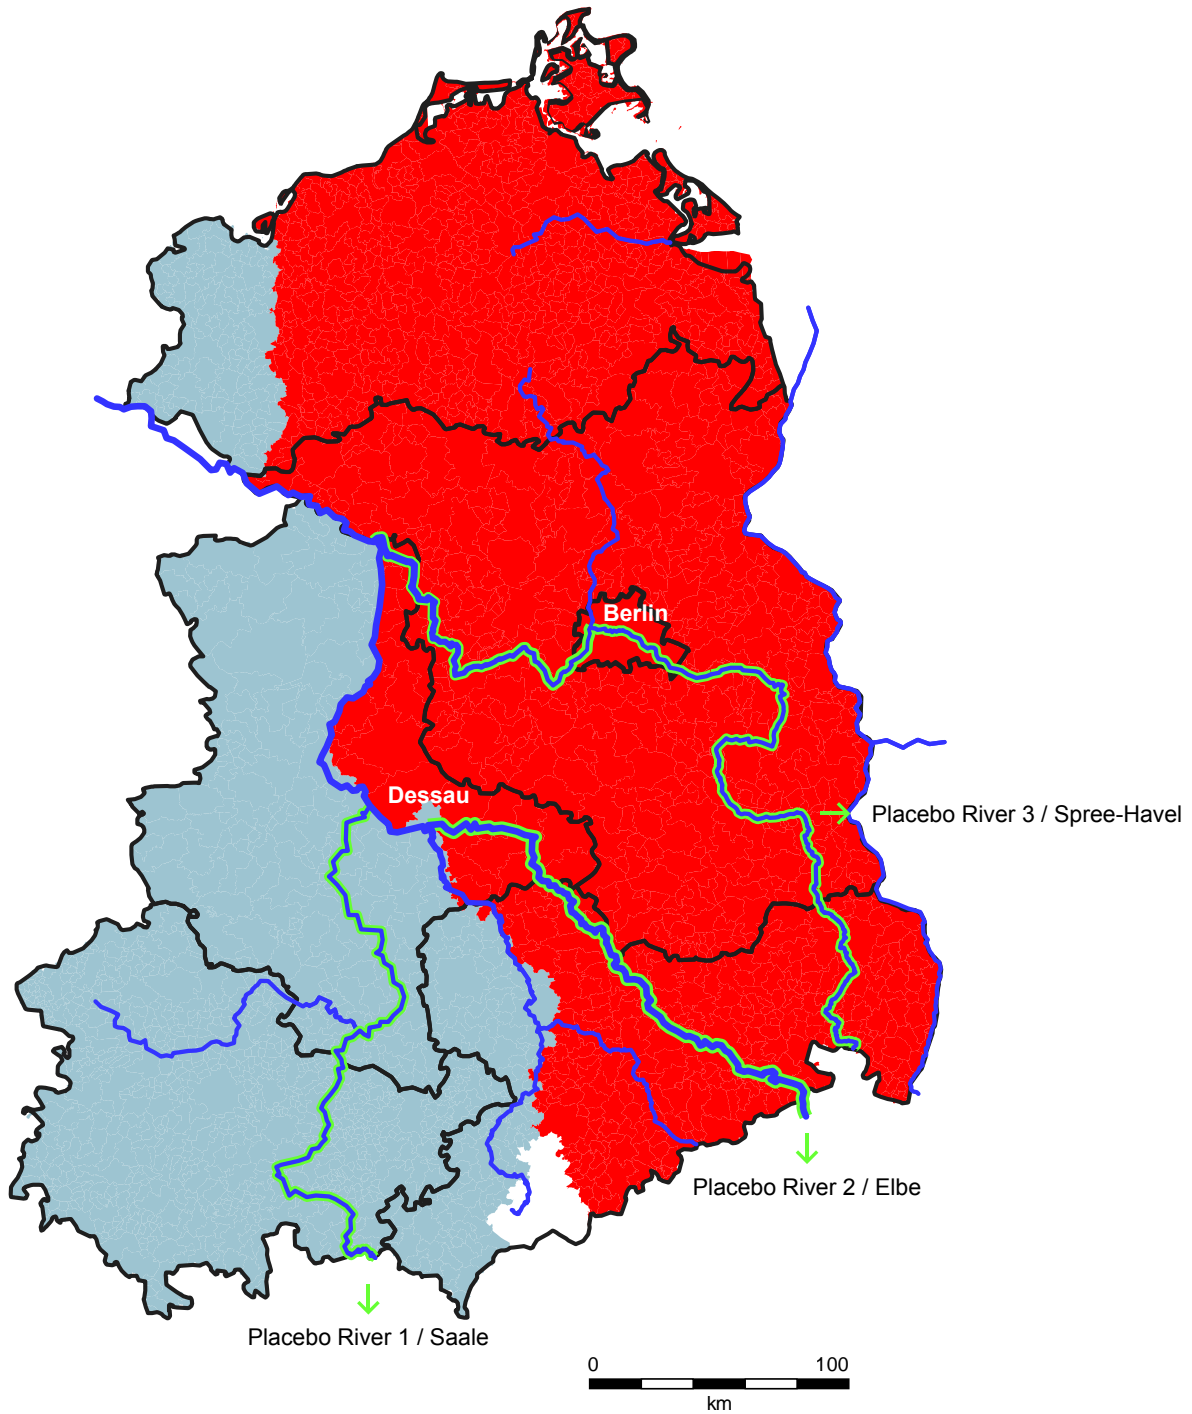 Berlin
Dessau
Placebo River 3 / Spree-Havel
Placebo River 2 / Elbe
Placebo River 1 / Saale
0 100
km